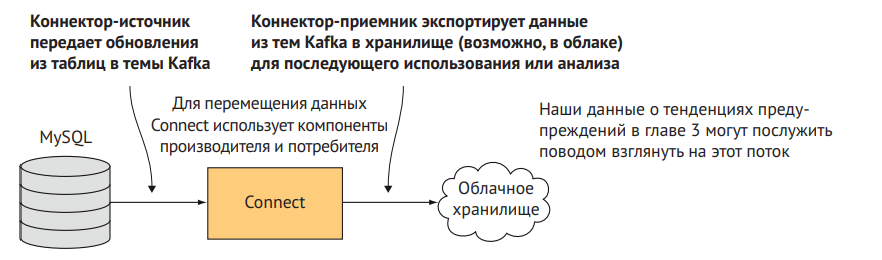 Коннектор-источник
передает обновления
из таблиц в темы Kafka
Коннектор-приемник экспортирует данные
из тем Kafka в хранилище (возможно, в облаке)
для последующего использования или анализа
Для перемещения данных
Connect использует компоненты
производителя и потребителя
Наши данные о тенденциях преду-
преждений в главе 3 могут послужить
поводом взглянуть на этот поток
MySQL
Connect
Облачное
хранилище